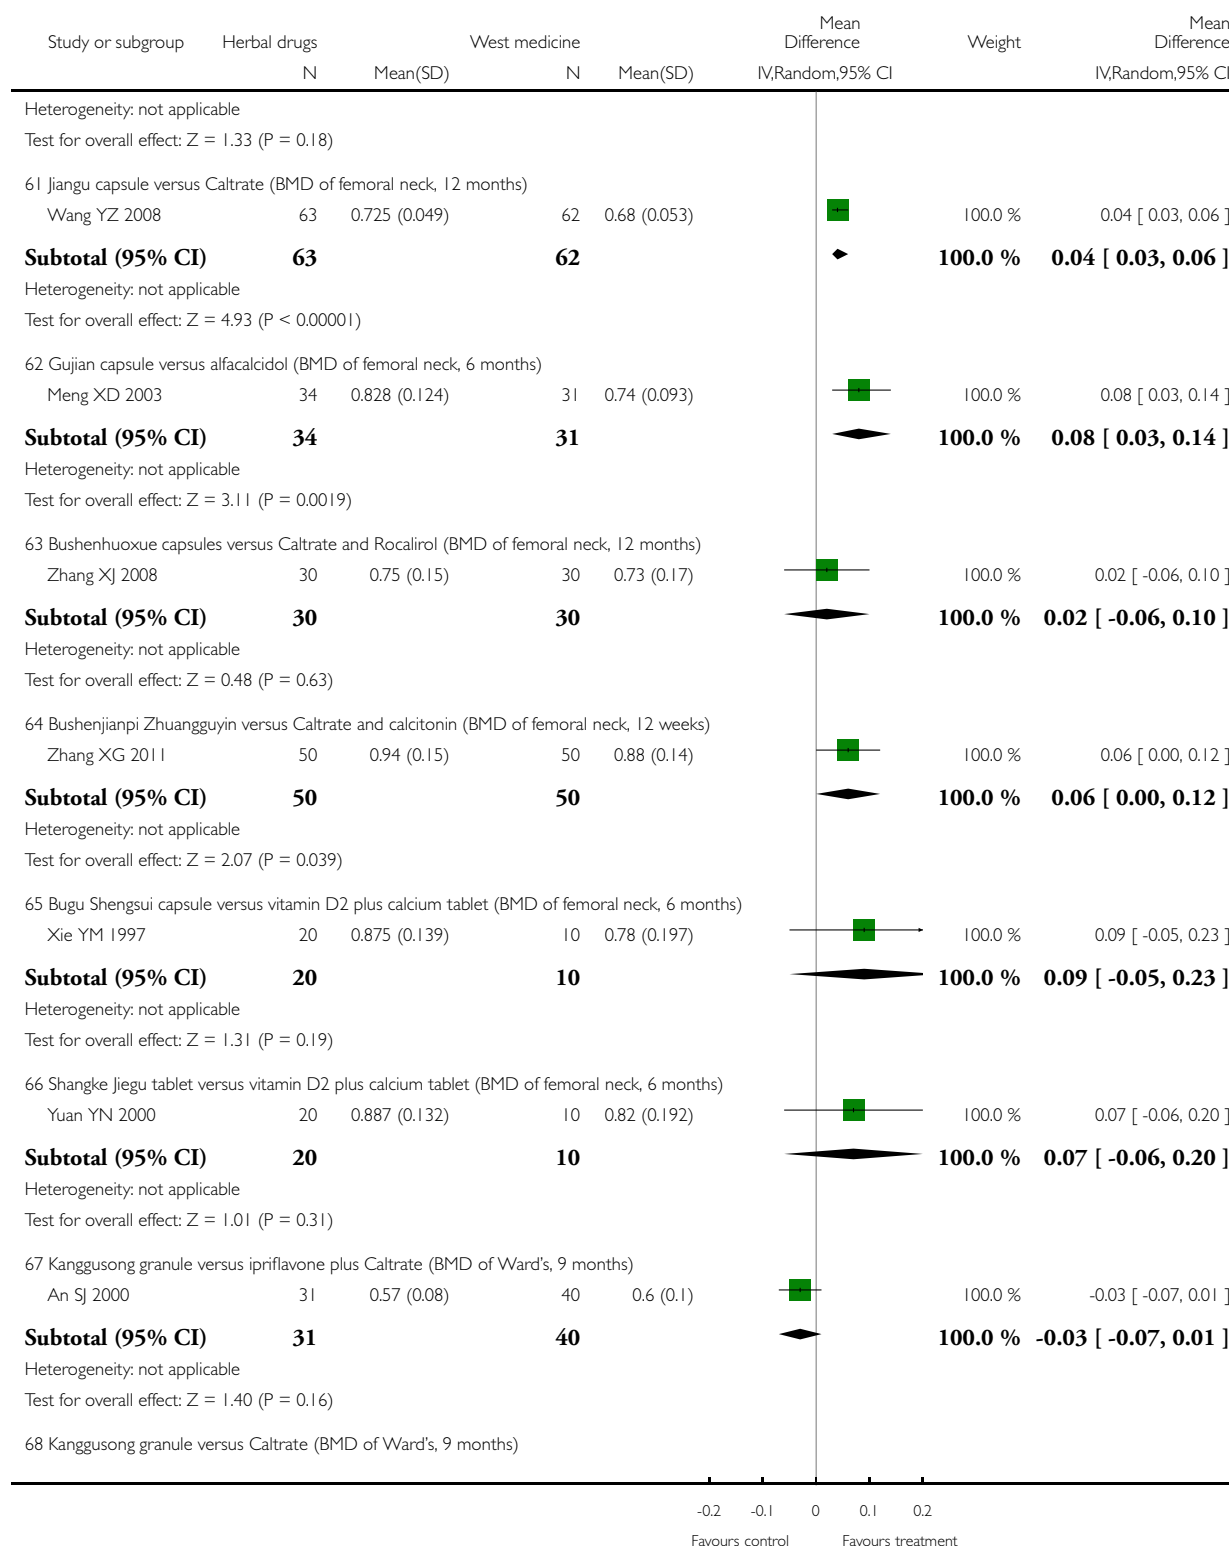 Study or subgroup Herbal drugs West medicine Mean Difference Weight Mean Difference
N Mean(SD) N Mean(SD) IV,Random,95% CI IV,Random,95% CI
Heterogeneity: not applicable
Test for overall effect: Z = 1.33 (P = 0.18)
61 Jiangu capsule versus Caltrate (BMD of femoral neck, 12 months)
Wang YZ 2008 63 0.725 (0.049) 62 0.68 (0.053) 100.0 % 0.04 [ 0.03, 0.06 ]
Subtotal (95% CI) 63 62 100.0 % 0.04 [ 0.03, 0.06 ]
Heterogeneity: not applicable
Test for overall effect: Z = 4.93 (P < 0.00001)
62 Gujian capsule versus alfacalcidol (BMD of femoral neck, 6 months)
Meng XD 2003 34 0.828 (0.124) 31 0.74 (0.093) 100.0 % 0.08 [ 0.03, 0.14 ]
Subtotal (95% CI) 34 31 100.0 % 0.08 [ 0.03, 0.14 ]
Heterogeneity: not applicable
Test for overall effect: Z = 3.11 (P = 0.0019)
63 Bushenhuoxue capsules versus Caltrate and Rocalirol (BMD of femoral neck, 12 months)
Zhang XJ 2008 30 0.75 (0.15) 30 0.73 (0.17) 100.0 % 0.02 [ -0.06, 0.10 ]
Subtotal (95% CI) 30 30 100.0 % 0.02 [ -0.06, 0.10 ]
Heterogeneity: not applicable
Test for overall effect: Z = 0.48 (P = 0.63)
64 Bushenjianpi Zhuangguyin versus Caltrate and calcitonin (BMD of femoral neck, 12 weeks)
Zhang XG 2011 50 0.94 (0.15) 50 0.88 (0.14) 100.0 % 0.06 [ 0.00, 0.12 ]
Subtotal (95% CI) 50 50 100.0 % 0.06 [ 0.00, 0.12 ]
Heterogeneity: not applicable
Test for overall effect: Z = 2.07 (P = 0.039)
65 Bugu Shengsui capsule versus vitamin D2 plus calcium tablet (BMD of femoral neck, 6 months)
Xie YM 1997 20 0.875 (0.139) 10 0.78 (0.197) 100.0 % 0.09 [ -0.05, 0.23 ]
Subtotal (95% CI) 20 10 100.0 % 0.09 [ -0.05, 0.23 ]
Heterogeneity: not applicable
Test for overall effect: Z = 1.31 (P = 0.19)
66 Shangke Jiegu tablet versus vitamin D2 plus calcium tablet (BMD of femoral neck, 6 months)
Yuan YN 2000 20 0.887 (0.132) 10 0.82 (0.192) 100.0 % 0.07 [ -0.06, 0.20 ]
Subtotal (95% CI) 20 10 100.0 % 0.07 [ -0.06, 0.20 ]
Heterogeneity: not applicable
Test for overall effect: Z = 1.01 (P = 0.31)
67 Kanggusong granule versus ipriflavone plus Caltrate (BMD of Ward's, 9 months)
An SJ 2000 31 0.57 (0.08) 40 0.6 (0.1) 100.0 % -0.03 [ -0.07, 0.01 ]
Subtotal (95% CI) 31 40 100.0 % -0.03 [ -0.07, 0.01 ]
Heterogeneity: not applicable
Test for overall effect: Z = 1.40 (P = 0.16)
68 Kanggusong granule versus Caltrate (BMD of Ward's, 9 months)
-0.2 -0.1 0 0.1 0.2
Favours control Favours treatment